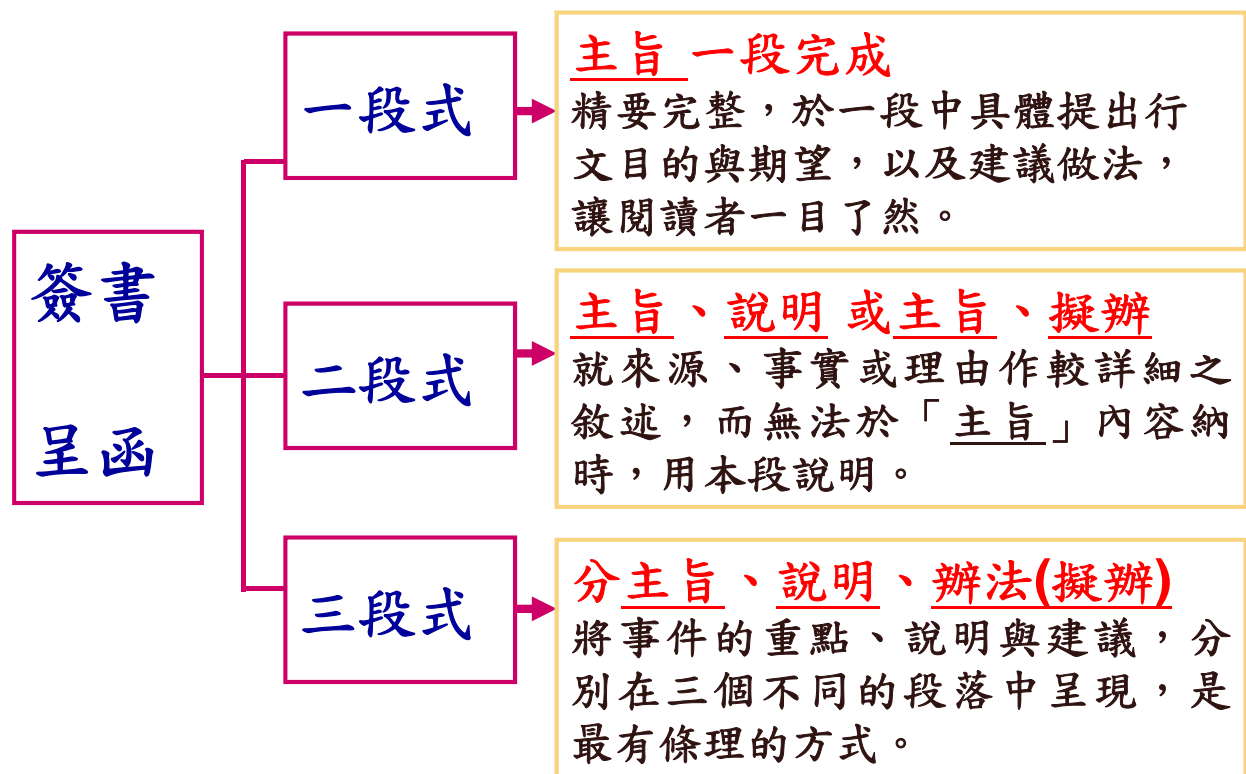 簽書
呈函
一段式
主旨 一段完成
精要完整，於一段中具體提出行
文目的與期望，以及建議做法，
讓閱讀者一目了然。
二段式
主旨、說明 或主旨、擬辦
就來源、事實或理由作較詳細之
敘述，而無法於「主旨」內容納
時，用本段說明。
三段式
分主旨、說明、辦法(擬辦)
將事件的重點、說明與建議，分
別在三個不同的段落中呈現，是
最有條理的方式。